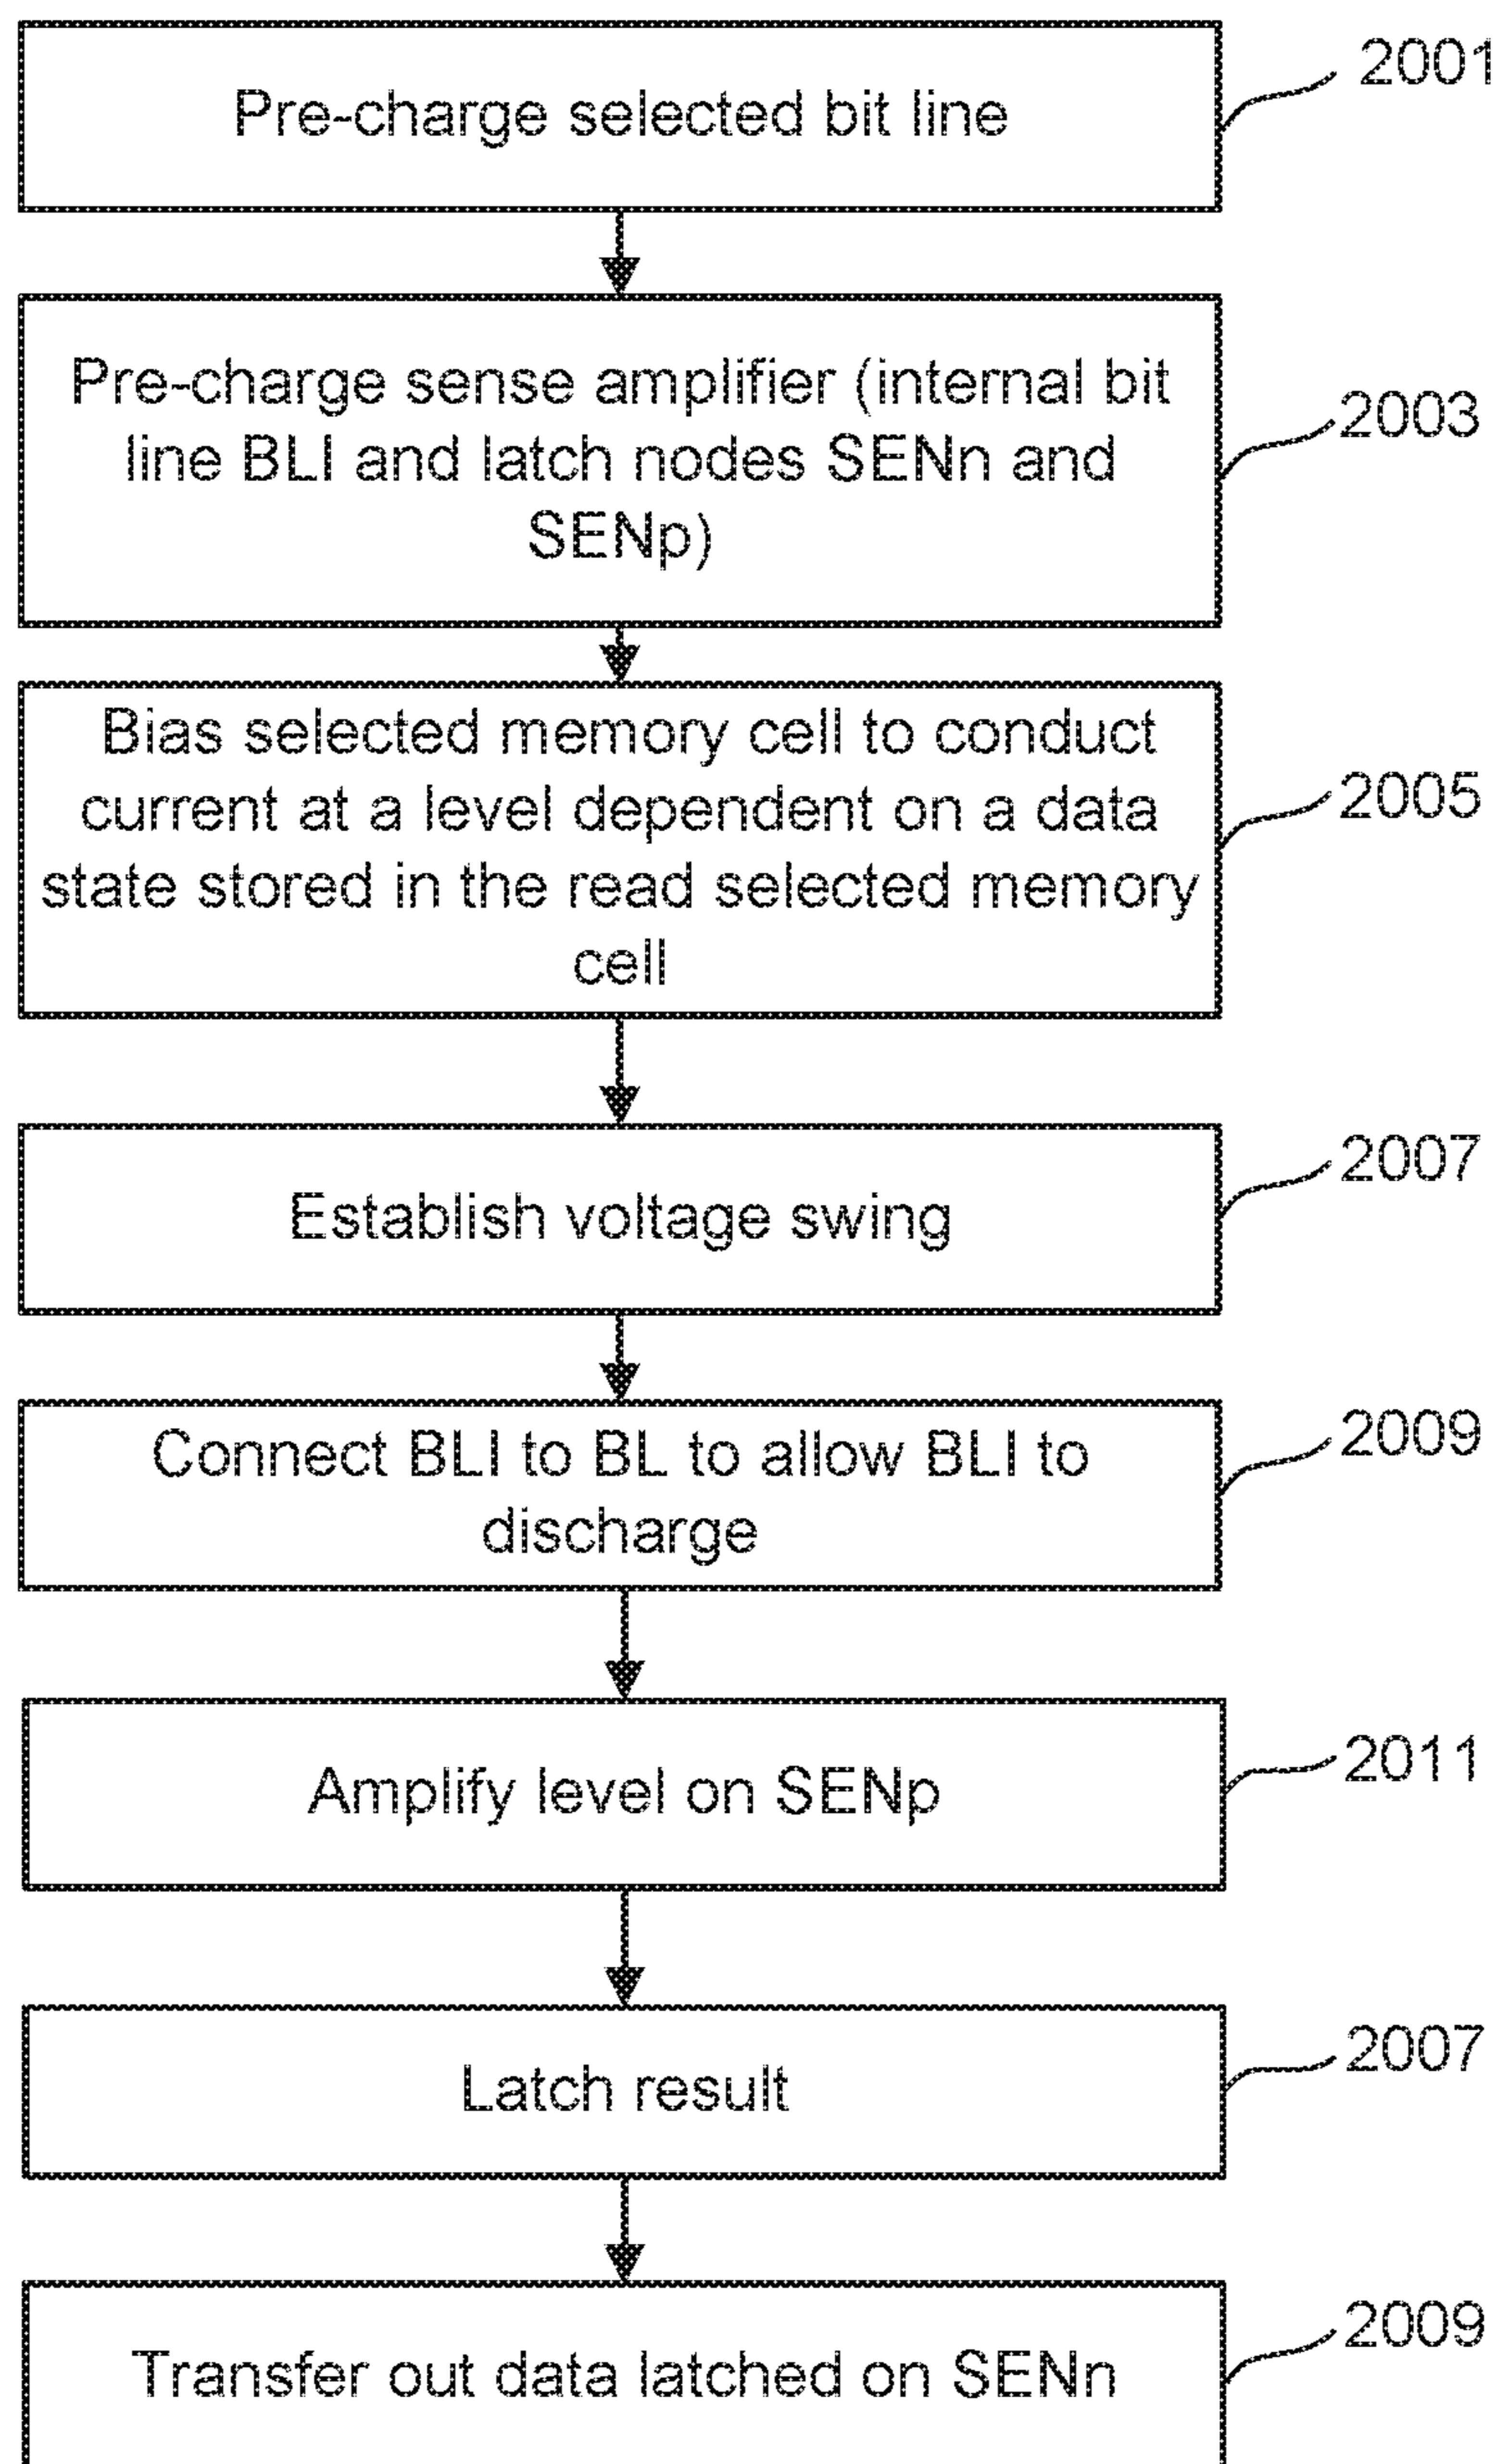 Pre-charge selected bit line
2001
Pre-charge sense amplifier (internal bit
line BLI and latch nodes SENn and
SENp)
2003
Bias selected memory cell to conduct
current at a level dependent on a data
state stored in the read selected memory
cell
2005
Establish voltage swing
2007
Connect BLI to BL to allow BLI to
discharge
2009
Amplify level on SENp
2011
Latch result
2007
Transfer out data latched on SENn
2009